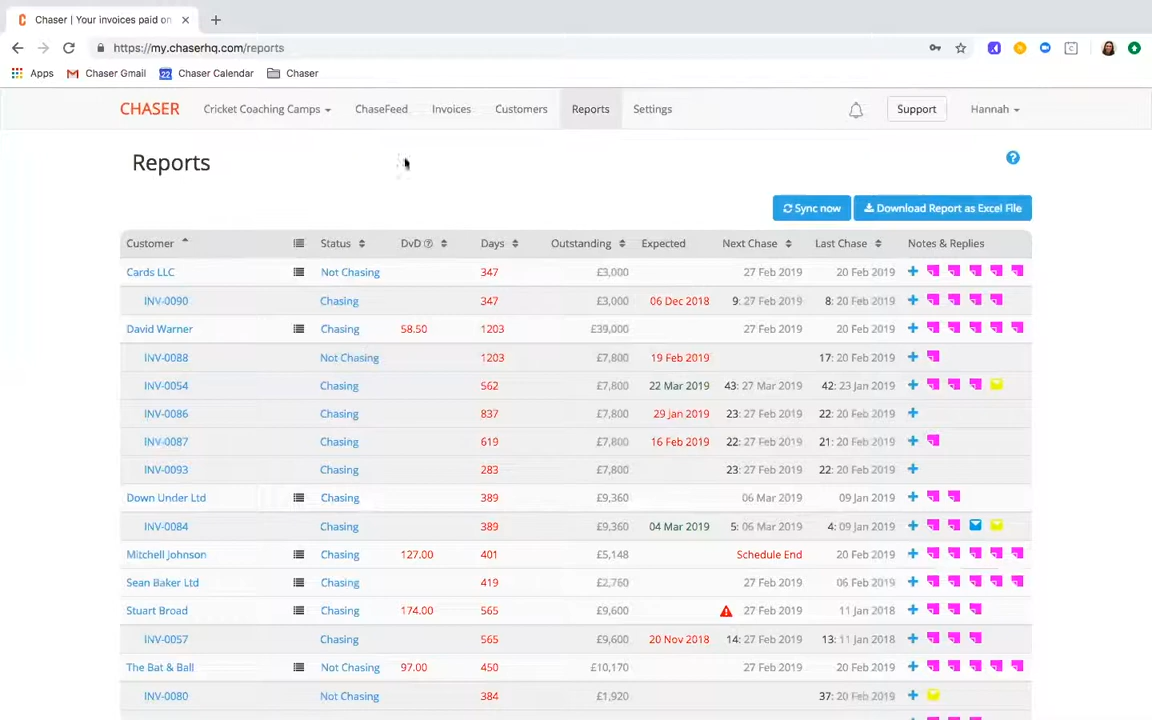 Chaser | Your invoices paid on
https://my.chaserhq.com/reports
Apps Chaser Gmail 22 Chaser Calendar Chaser
CHASER Cricket Coaching Camps ChaseFeed Invoices Customers Reports Settings Support Hannah
Reports
Sync now Download Report as Excel File
Customer Status DvD Days Outstanding Expected Next Chase Last Chase Notes & Replies
Cards LLC Not Chasing 347 £3,000 27 Feb 2019 20 Feb 2019
INV-0090 Chasing 347 £3,000 06 Dec 2018 9: 27 Feb 2019 8: 20 Feb 2019
David Warner Chasing 58.50 1203 £39,000 27 Feb 2019 20 Feb 2019
INV-0088 Not Chasing 1203 £7,800 19 Feb 2019 17: 20 Feb 2019
INV-0054 Chasing 562 £7,800 22 Mar 2019 43: 27 Mar 2019 42: 23 Jan 2019
INV-0086 Chasing 837 £7,800 29 Jan 2019 23: 27 Feb 2019 22: 20 Feb 2019
INV-0087 Chasing 619 £7,800 16 Feb 2019 22: 27 Feb 2019 21: 20 Feb 2019
INV-0093 Chasing 283 £7,800 23: 27 Feb 2019 22: 20 Feb 2019
Down Under Ltd Chasing 389 £9,360 06 Mar 2019 09 Jan 2019
INV-0084 Chasing 389 £9,360 04 Mar 2019 5: 06 Mar 2019 4: 09 Jan 2019
Mitchell Johnson Chasing 127.00 401 £5,148 Schedule End 20 Feb 2019
Sean Baker Ltd Chasing 419 £2,760 27 Feb 2019 06 Feb 2019
Stuart Broad Chasing 174.00 565 £9,600 27 Feb 2019 11 Jan 2018
INV-0057 Chasing 565 £9,600 20 Nov 2018 14: 27 Feb 2019 13: 11 Jan 2018
The Bat & Ball Not Chasing 97.00 450 £10,170 27 Feb 2019 20 Feb 2019
INV-0080 Not Chasing 384 £1,920 37: 20 Feb 2019